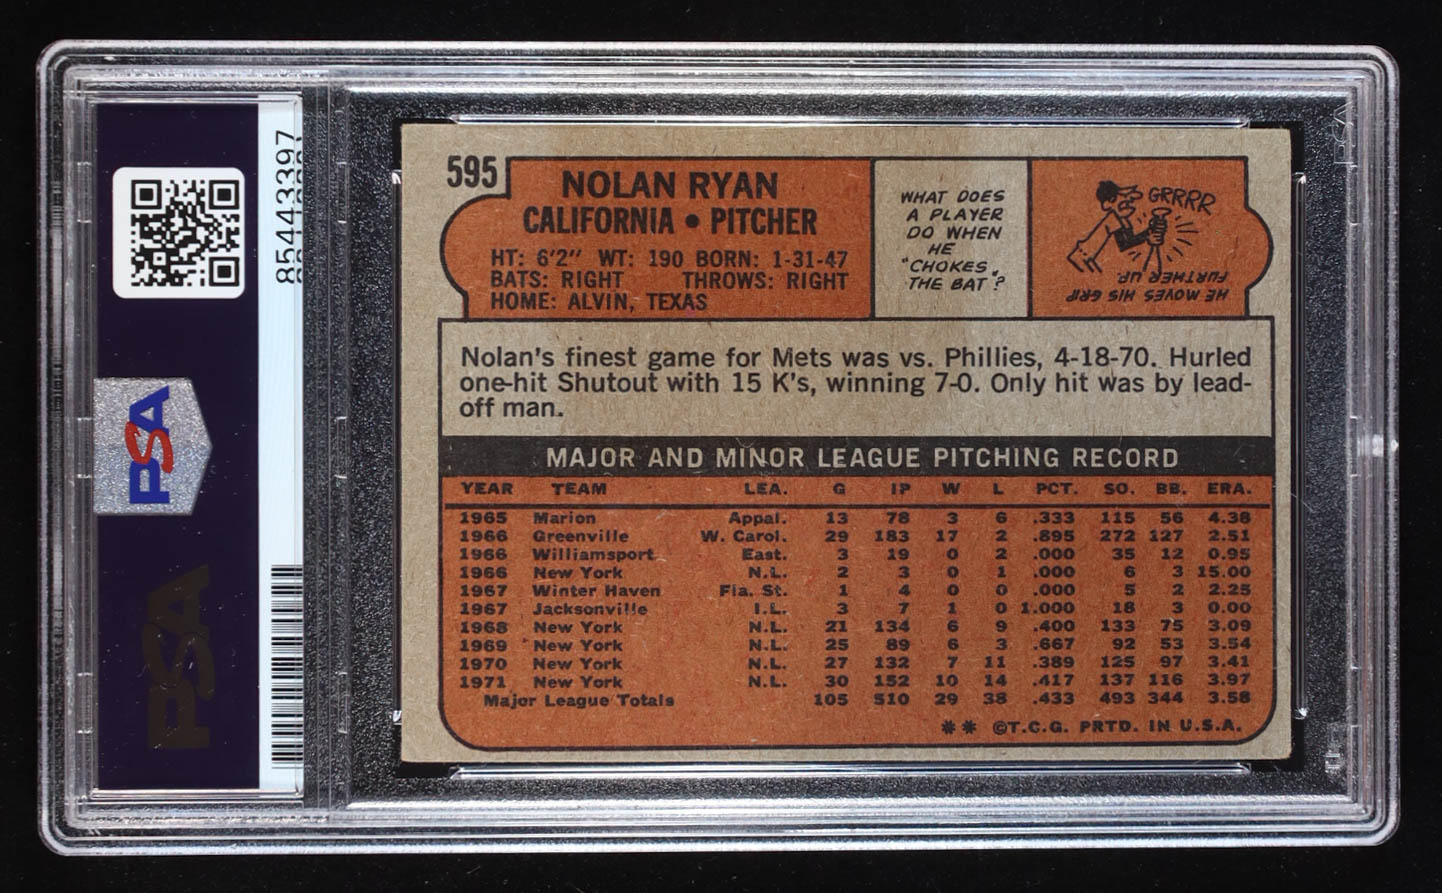 85443397
PSA
PSA
595
NOLAN RYAN
CALIFORNIA • PITCHER
HT: 6'2" WT: 190 BORN: 1-31-47
BATS: RIGHT THROWS: RIGHT
HOME: ALVIN, TEXAS
WHAT DOES
A PLAYER
DO WHEN
HE
"CHOKES
THE BAT"?
GRRRR
HE MOVES HIS GRIP
FURTHER UP
Nolan's finest game for Mets was vs. Phillies, 4-18-70. Hurled
one-hit Shutout with 15 K's, winning 7-0. Only hit was by lead-
off man.
MAJOR AND MINOR LEAGUE PITCHING RECORD
YEAR TEAM LEA. G IP W L PCT. SO. BB. ERA.
1965 Marion Appal. 13 78 3 6 .333 115 56 4.38
1966 Greenville W. Carol. 29 183 17 2 .895 272 127 2.51
1966 Williamsport East. 3 19 0 2 .000 35 12 0.95
1966 New York N.L. 2 3 0 1 .000 6 3 15.00
1967 Winter Haven Fla. St. 1 4 0 0 .000 5 2 2.25
1967 Jacksonville I.L. 3 7 1 0 1.000 18 3 0.00
1968 New York N.L. 21 134 6 9 .400 133 75 3.09
1969 New York N.L. 25 89 6 3 .667 92 53 3.54
1970 New York N.L. 27 132 7 11 .389 125 97 3.41
1971 New York N.L. 30 152 10 14 .417 137 116 3.97
Major League Totals 105 510 29 38 .433 493 344 3.58
** ©T.C.G. PRTD. IN U.S.A.